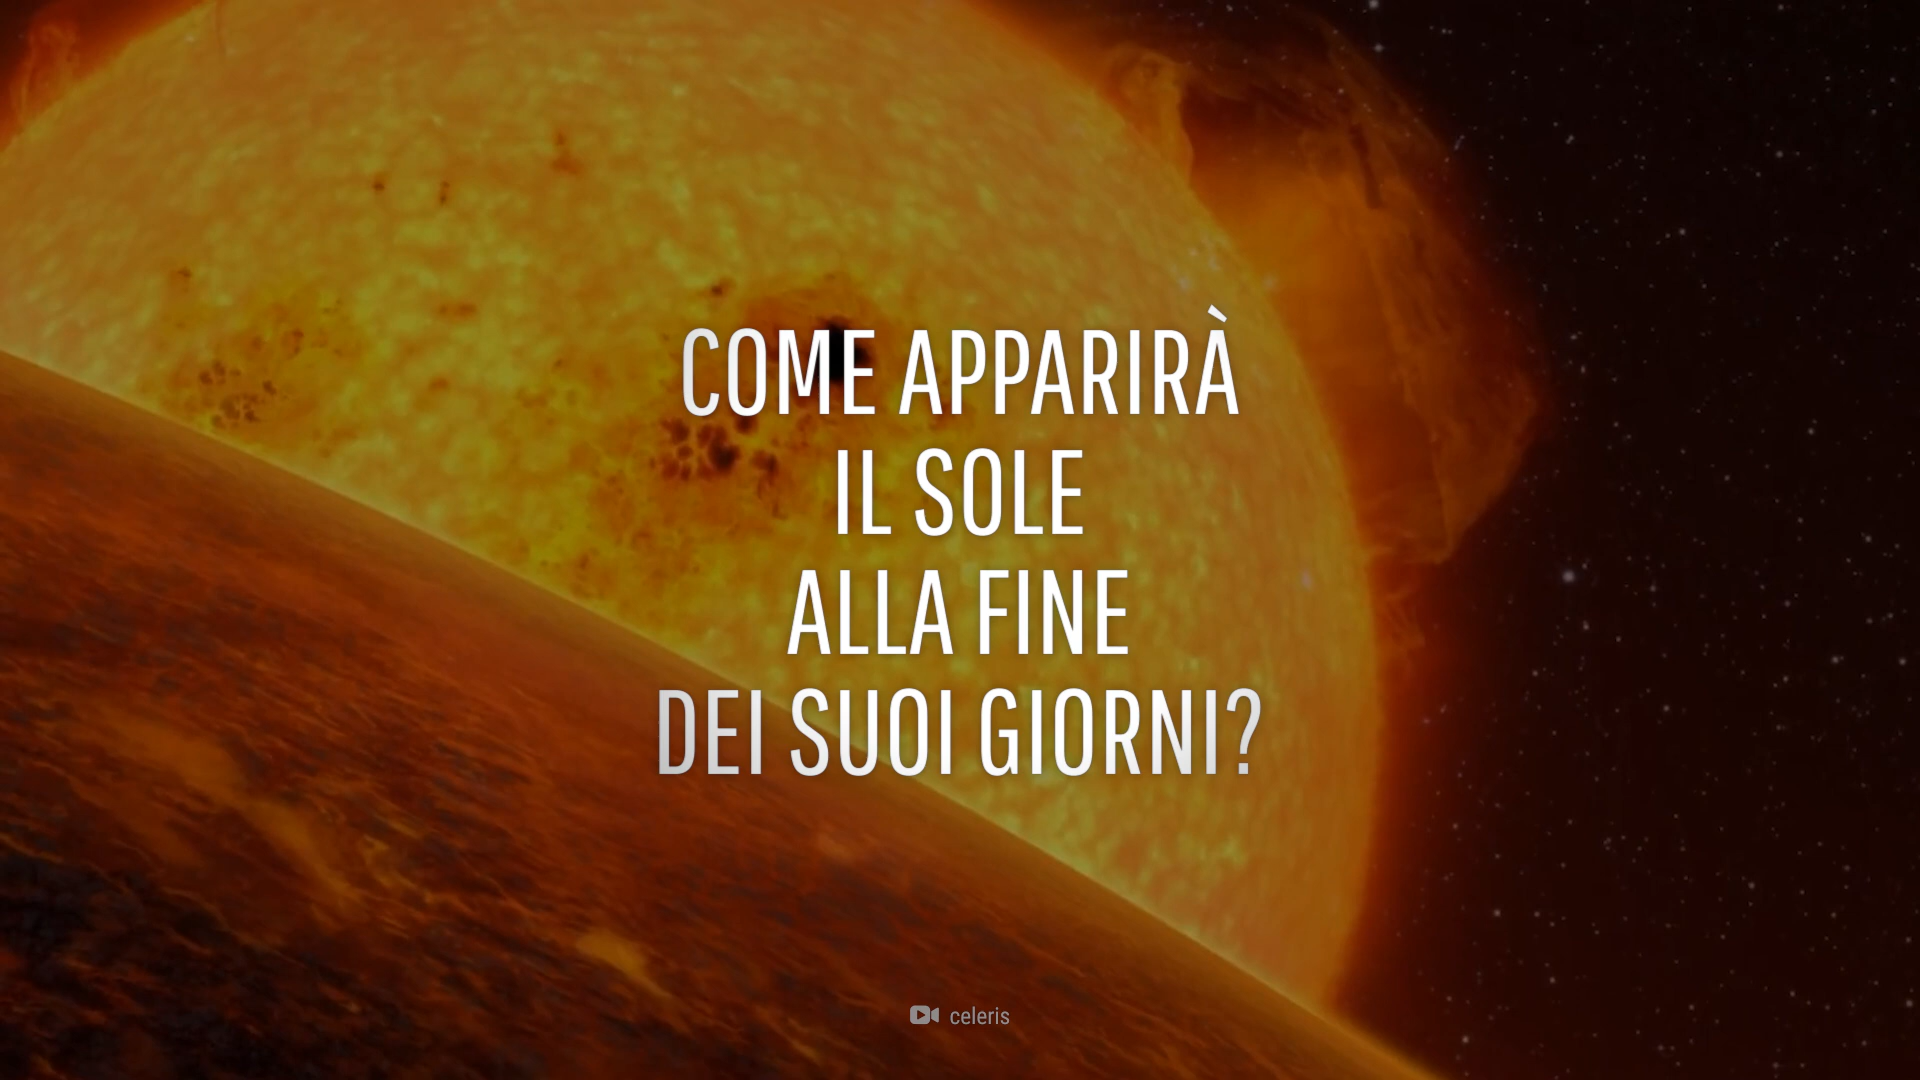 COME APPARIRÀ
IL SOLE
ALLA FINE
DEI SUOI GIORNI?
celeris